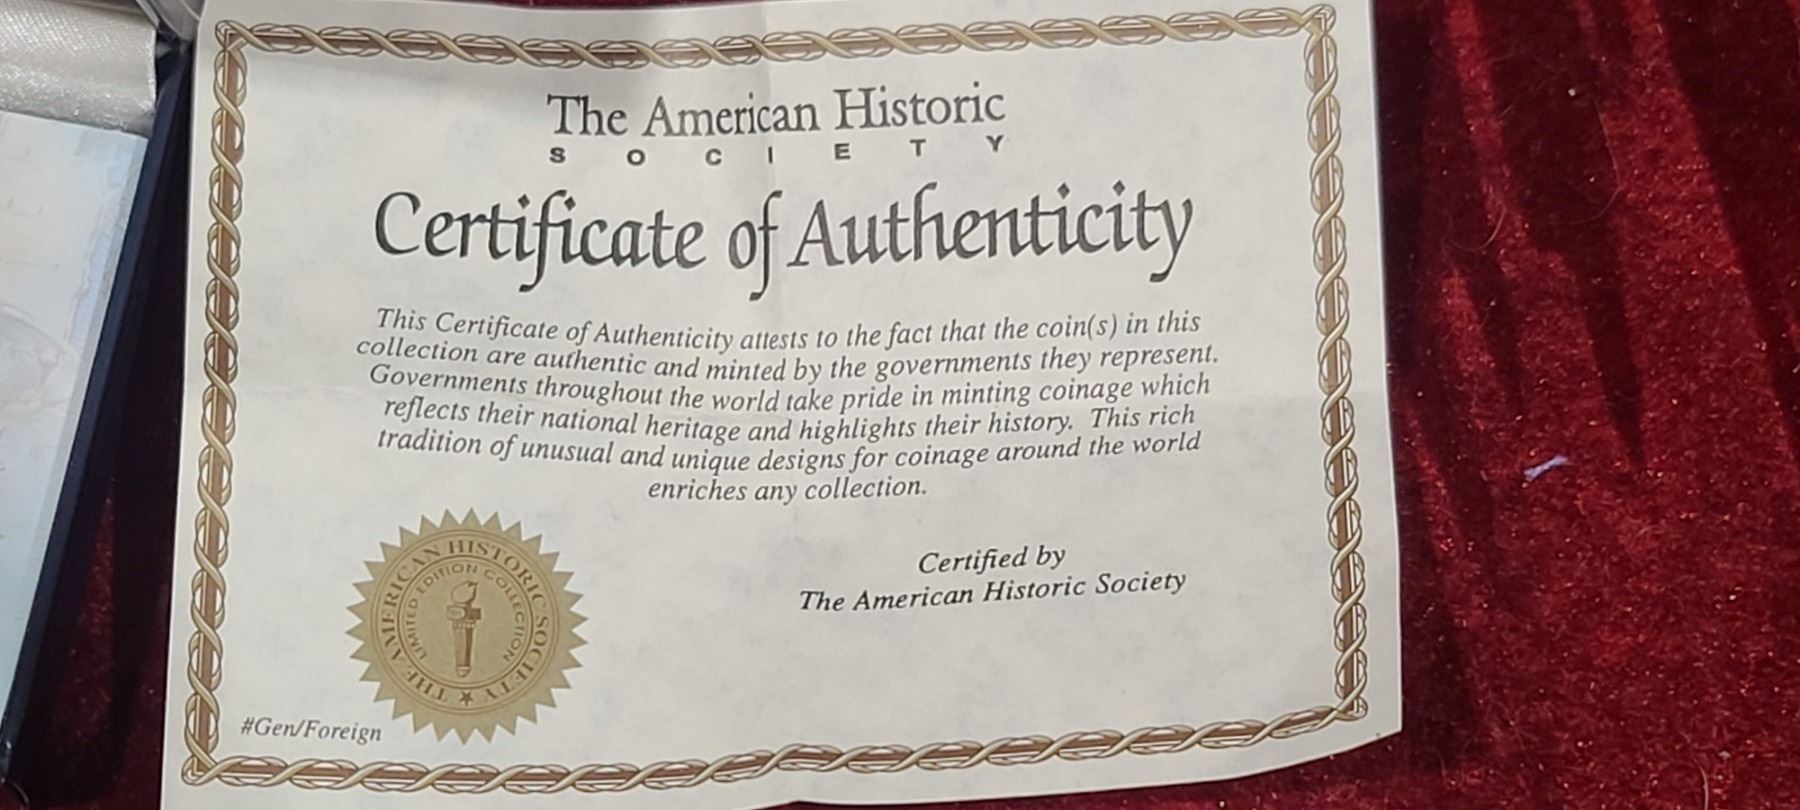 The American Historic
SOCIETY
Certificate of Authenticity
This Certificate of Authenticity attests to the fact that the coin(s) in this
collection are authentic and minted by the governments they represent.
Governments throughout the world take pride in minting coinage which
reflects their national heritage and highlights their history. This rich
tradition of unusual and unique designs for coinage around the world
enriches any collection.
Certified by
The American Historic Society
THE AMERICAN HISTORIC SOCIETY ★
LIMITED EDITION COLLECTION
#Gen/Foreign